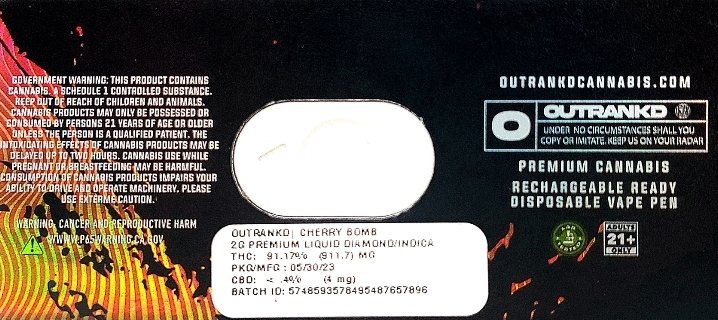 GOVERNMENT WARNING: THIS PRODUCT CONTAINS
CANNABIS. A SCHEDULE 1 CONTROLLED SUBSTANCE.
KEEP OUT OF REACH OF CHILDREN AND ANIMALS.
CANNABIS PRODUCTS MAY ONLY BE POSSESSED OR
CONSUMED BY PERSONS 21 YEARS OF AGE OR OLDER
UNLESS THE PERSON IS A QUALIFIED PATIENT. THE
INTOXICATING EFFECTS OF CANNABIS PRODUCTS MAY BE
DELAYED UP TO TWO HOURS. CANNABIS USE WHILE
PREGNANT OR BREASTFEEDING MAY BE HARMFUL.
CONSUMPTION OF CANNABIS PRODUCTS IMPAIRS YOUR
ABILITY TO DRIVE AND OPERATE MACHINERY. PLEASE
USE EXTERME CAUTION.
WARNING: CANCER AND REPRODUCTIVE HARM
WWW.P65WARNING.CA.GOV
OUTRANKD| CHERRY BOMB
2G PREMIUM LIQUID DIAMOND/INDICA
THC: 91.17% (911.7) MG
PKG/MFG : 05/30/23
CBD: < .4% (4 mg)
BATCH ID: 5748593578495487657896
OUTRANKDCANNABIS.COM
O OUTRANKD
UNDER NO CIRCUMSTANCES SHALL YOU
COPY OR IMITATE. KEEP US ON YOUR RADAR
PREMIUM CANNABIS
RECHARGEABLE READY
DISPOSABLE VAPE PEN
ADULTS
21+
ONLY